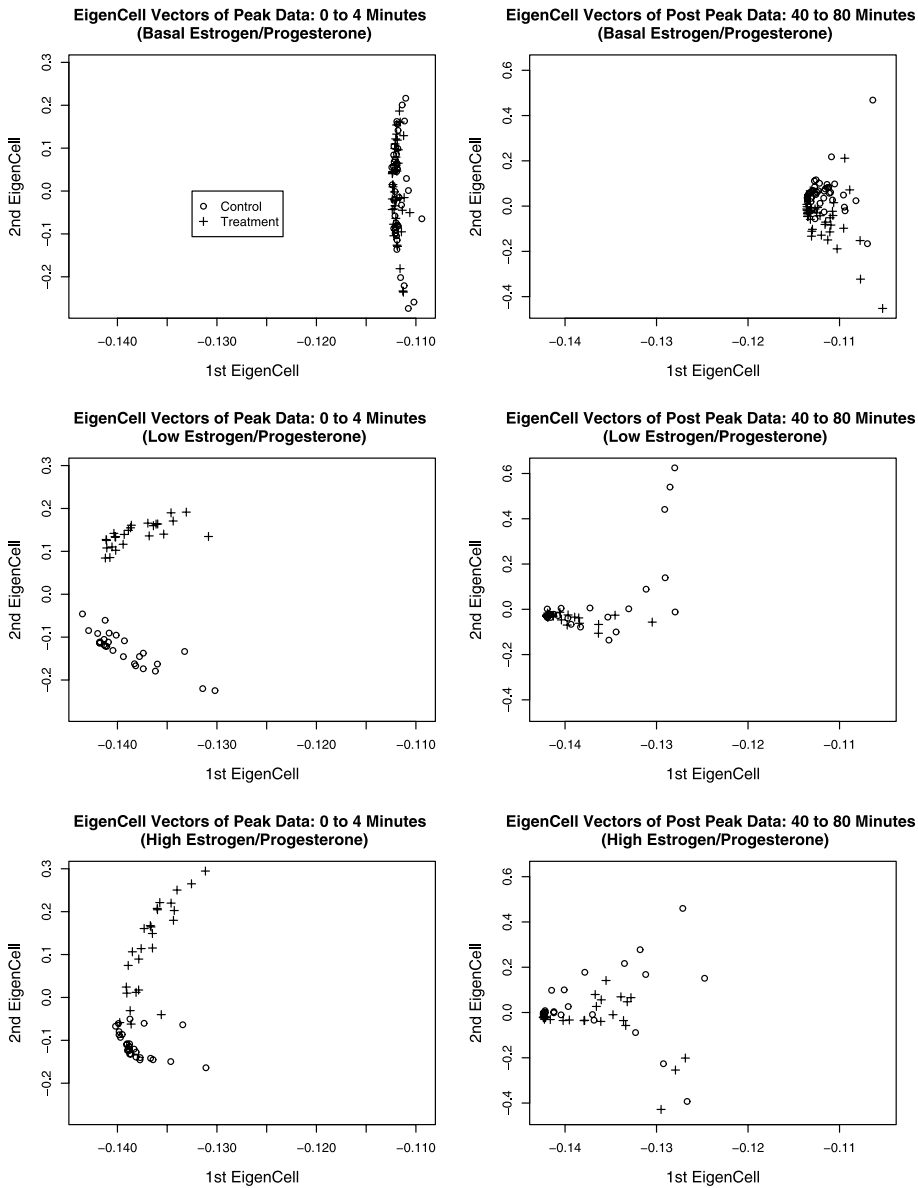 EigenCell Vectors of Peak Data: 0 to 4 Minutes
(Basal Estrogen/Progesterone)
0.3
0.2
0.1
0.0
−0.1
−0.2
2nd EigenCell
Control
Treatment
−0.140
−0.130
−0.120
−0.110
1st EigenCell
EigenCell Vectors of Post Peak Data: 40 to 80 Minutes
(Basal Estrogen/Progesterone)
0.6
0.4
0.2
0.0
−0.2
−0.4
2nd EigenCell
−0.14
−0.13
−0.12
−0.11
1st EigenCell
EigenCell Vectors of Peak Data: 0 to 4 Minutes
(Low Estrogen/Progesterone)
0.3
0.2
0.1
0.0
−0.1
−0.2
2nd EigenCell
−0.140
−0.130
−0.120
−0.110
1st EigenCell
EigenCell Vectors of Post Peak Data: 40 to 80 Minutes
(Low Estrogen/Progesterone)
0.6
0.4
0.2
0.0
−0.2
−0.4
2nd EigenCell
−0.14
−0.13
−0.12
−0.11
1st EigenCell
EigenCell Vectors of Peak Data: 0 to 4 Minutes
(High Estrogen/Progesterone)
0.3
0.2
0.1
0.0
−0.1
−0.2
2nd EigenCell
−0.140
−0.130
−0.120
−0.110
1st EigenCell
EigenCell Vectors of Post Peak Data: 40 to 80 Minutes
(High Estrogen/Progesterone)
0.6
0.4
0.2
0.0
−0.2
−0.4
2nd EigenCell
−0.14
−0.13
−0.12
−0.11
1st EigenCell